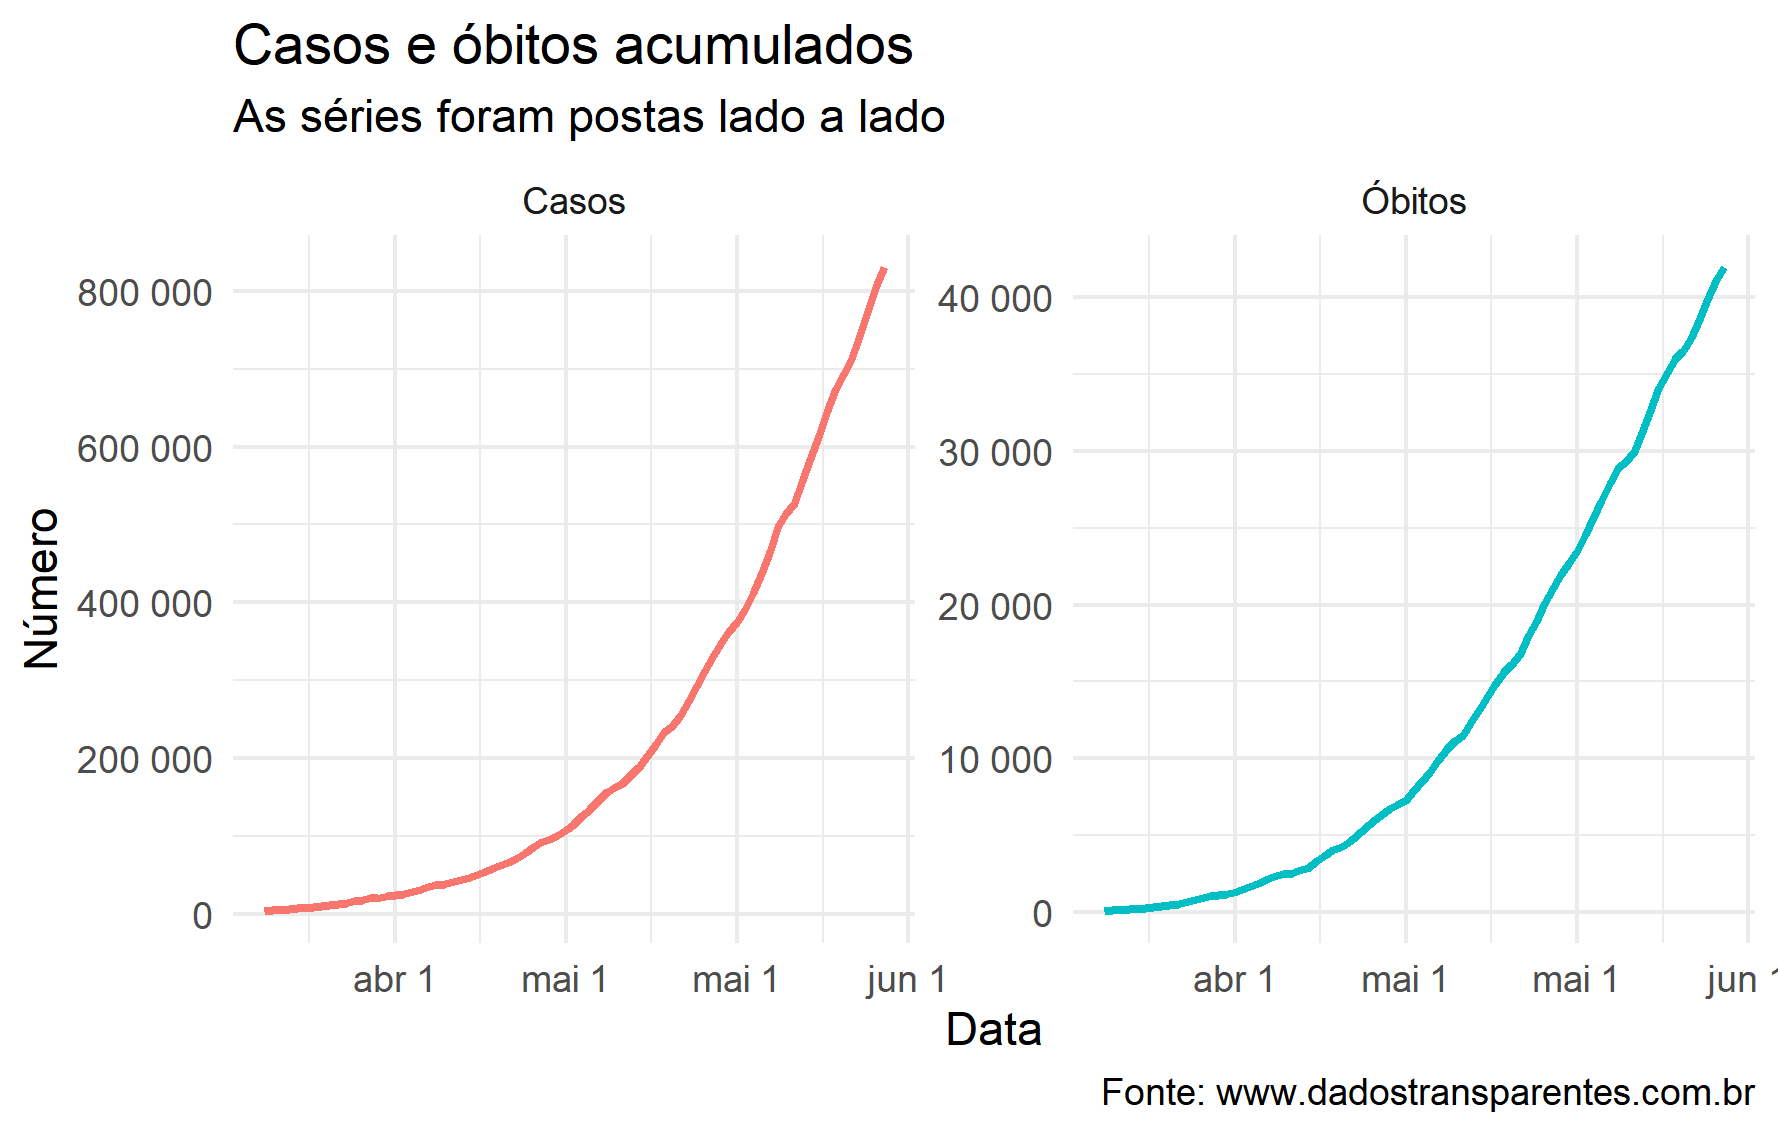 Casos e óbitos acumulados
As séries foram postas lado a lado
Casos
Óbitos
Número
800 000
600 000
400 000
200 000
0
40 000
30 000
20 000
10 000
0
abr 1 mai 1 mai 1 jun 1
abr 1 mai 1 mai 1 jun 1
Data
Fonte: www.dadostransparentes.com.br